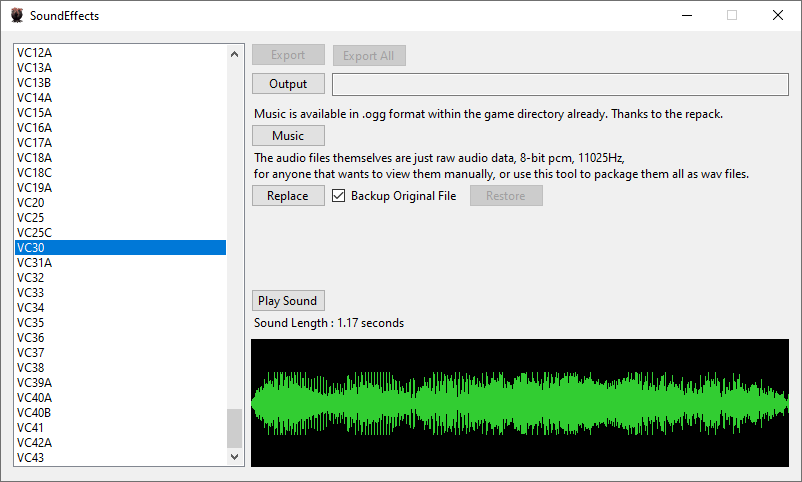 SoundEffects
VC12A
VC13A
VC13B
VC14A
VC15A
VC16A
VC17A
VC18A
VC18C
VC19A
VC20
VC25
VC25C
VC30
VC31A
VC32
VC33
VC34
VC35
VC36
VC37
VC38
VC39A
VC40A
VC40B
VC41
VC42A
VC43
Export Export All
Output
Music is available in .ogg format within the game directory already. Thanks to the repack.
Music
The audio files themselves are just raw audio data, 8-bit pcm, 11025Hz,
for anyone that wants to view them manually, or use this tool to package them all as wav files.
Replace Backup Original File Restore
Play Sound
Sound Length : 1.17 seconds